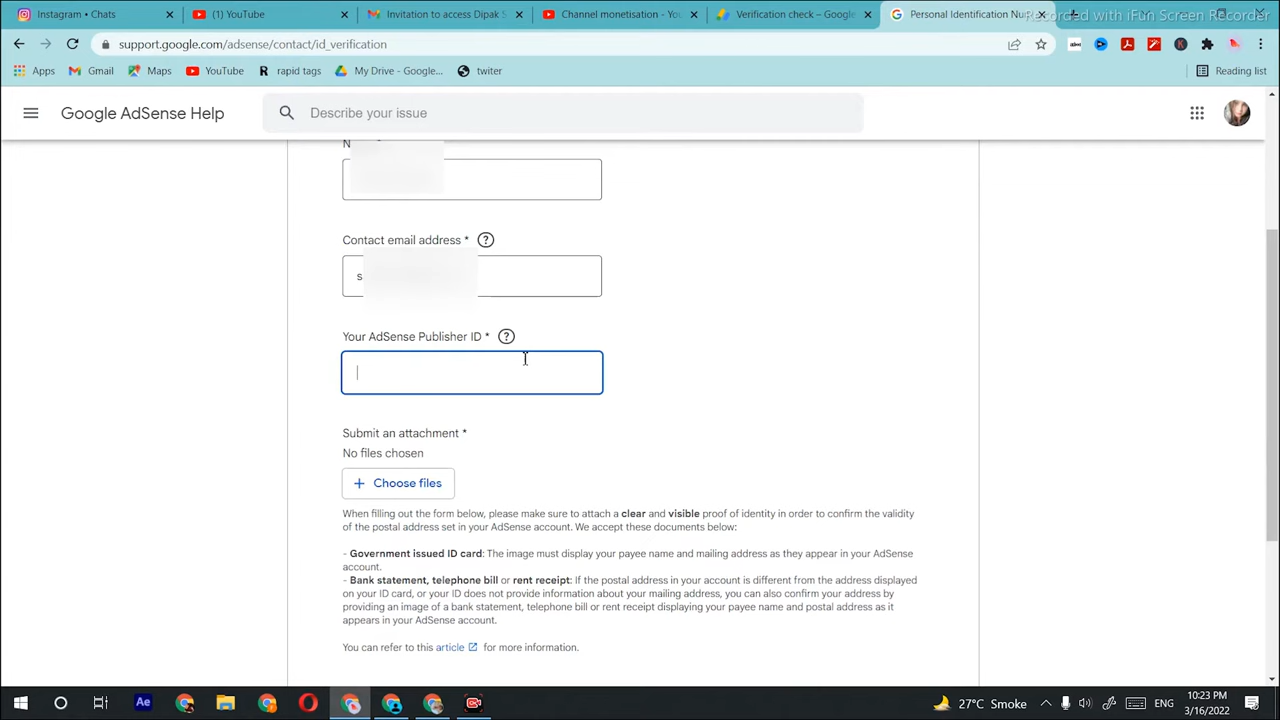 Instagram • Chats
(1) YouTube
Invitation to access Dipak S
Channel monetisation - You
Verification check – Google
Personal Identification Nu
Recorded with iFun Screen Recorder
support.google.com/adsense/contact/id_verification
Apps
Gmail
Maps
YouTube
rapid tags
My Drive - Google...
twiter
Reading list
Google AdSense Help
Describe your issue
N
Contact email address * ?
s
Your AdSense Publisher ID * ?
Submit an attachment *
No files chosen
+ Choose files
When filling out the form below, please make sure to attach a clear and visible proof of identity in order to confirm the validity
of the postal address set in your AdSense account. We accept these documents below:
- Government issued ID card: The image must display your payee name and mailing address as they appear in your AdSense
account.
- Bank statement, telephone bill or rent receipt: If the postal address in your account is different from the address displayed
on your ID card, or your ID does not provide information about your mailing address, you can also confirm your address by
providing an image of a bank statement, telephone bill or rent receipt displaying your payee name and postal address as it
appears in your AdSense account.
You can refer to this article for more information.
Ae
27°C Smoke
ENG
10:23 PM
3/16/2022